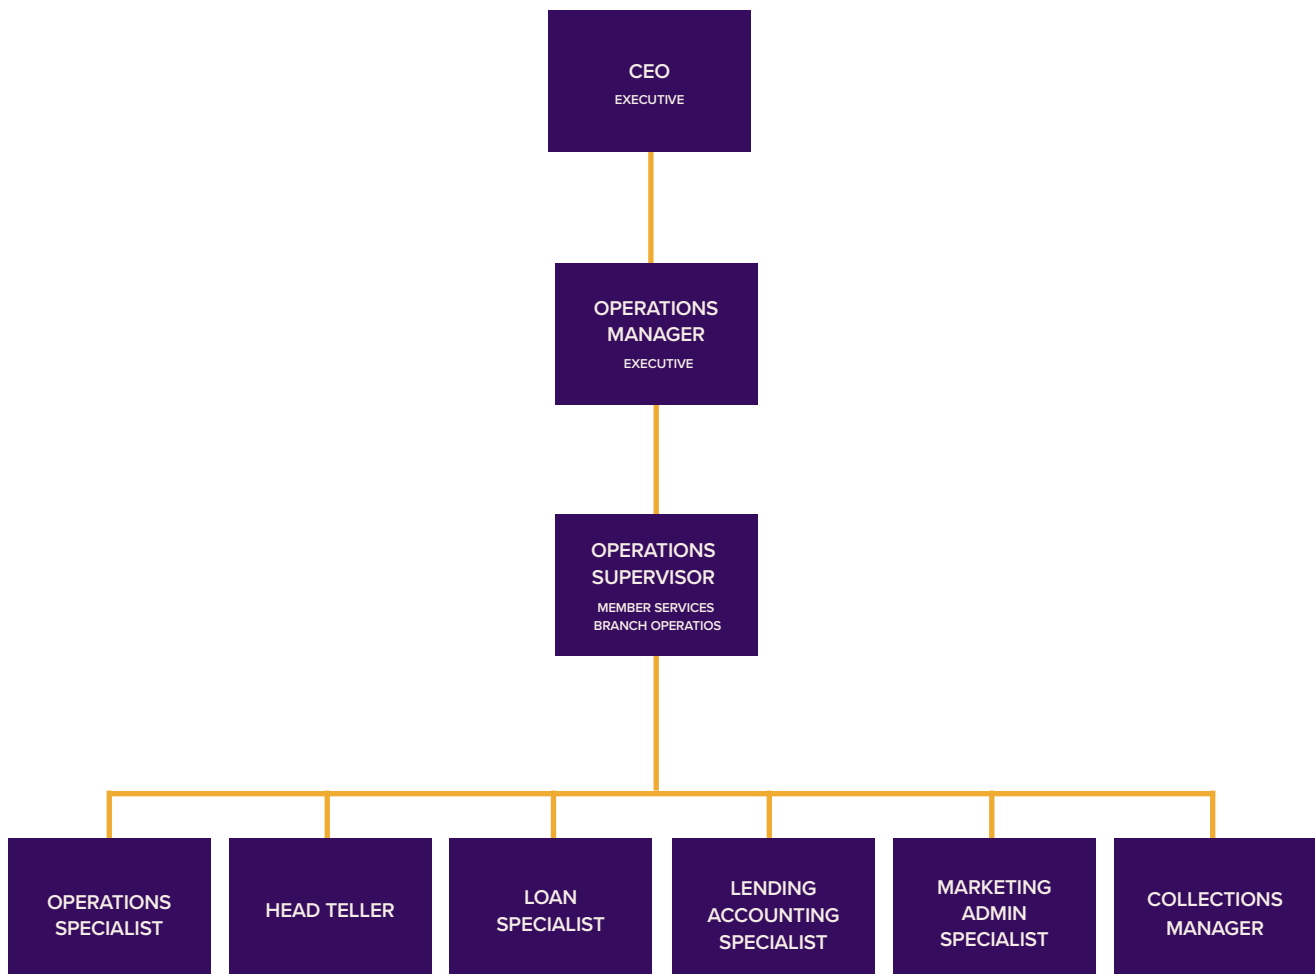 CEO
EXECUTIVE
OPERATIONS
MANAGER
EXECUTIVE
OPERATIONS
SUPERVISOR
MEMBER SERVICES
BRANCH OPERATIOS
OPERATIONS
SPECIALIST
HEAD TELLER
LOAN
SPECIALIST
LENDING
ACCOUNTING
SPECIALIST
MARKETING
ADMIN
SPECIALIST
COLLECTIONS
MANAGER